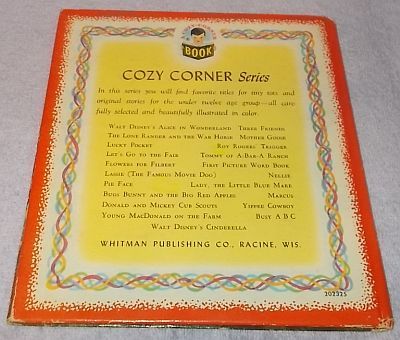 BOOK
COZY CORNER Series
In this series you will find favorite titles for tiny tots and
original stories for the under twelve age group—all care
fully selected and beautifully illustrated in color.
WALT DISNEY'S ALICE IN WONDERLAND THREE FRIENDS
THE LONE RANGER AND THE WAR HORSE MOTHER GOOSE
LUCKY POCKET ROY ROGERS' TRIGGER
LET'S GO TO THE FAIR TOMMY OF A-BAR-A RANCH
FLOWERS FOR FILBERT FIRST PICTURE WORD BOOK
LASSIE (THE FAMOUS MOVIE DOG) NELLIE
PIE FACE LADY, THE LITTLE BLUE MARE
BUGS BUNNY AND THE BIG RED APPLES MARCUS
DONALD AND MICKEY CUB SCOUTS YIPPEE COWBOY
YOUNG MACDONALD ON THE FARM BUSY A B C
WALT DISNEY'S CINDERELLA
WHITMAN PUBLISHING CO., RACINE, WIS.
202325